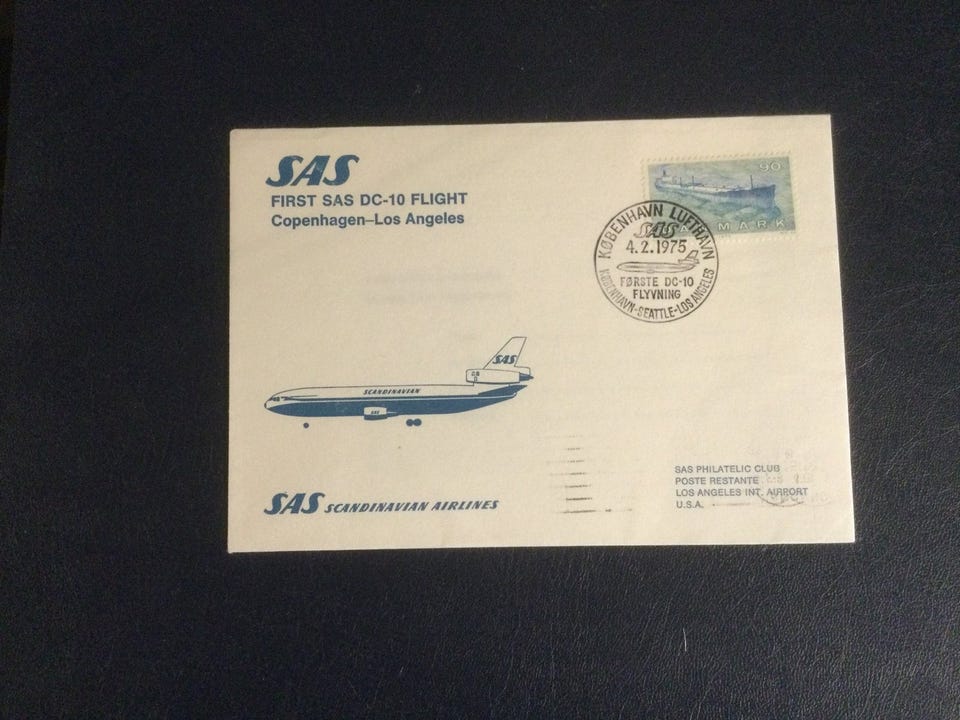 SAS
FIRST SAS DC-10 FLIGHT
Copenhagen–Los Angeles
90
DANMARK
KØBENHAVN LUFTHAVN
SAS
4.2.1975
FØRSTE DC-10
FLYVNING
KØBENHAVN-SEATTLE-LOS ANGELES
SAS
SCANDINAVIAN
SAS
SAS SCANDINAVIAN AIRLINES
SAS PHILATELIC CLUB
POSTE RESTANTE
LOS ANGELES INT. AIRPORT
U.S.A.